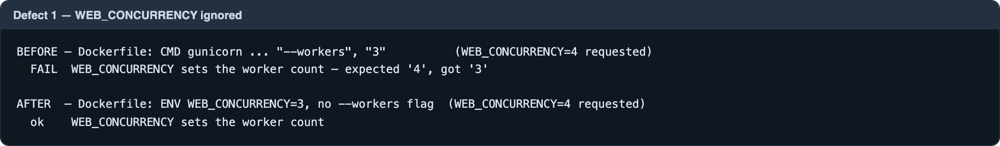 Defect 1 — WEB_CONCURRENCY ignored
BEFORE — Dockerfile: CMD gunicorn ... "--workers", "3"          (WEB_CONCURRENCY=4 requested)
  FAIL  WEB_CONCURRENCY sets the worker count — expected '4', got '3'
AFTER  — Dockerfile: ENV WEB_CONCURRENCY=3, no --workers flag  (WEB_CONCURRENCY=4 requested)
  ok    WEB_CONCURRENCY sets the worker count